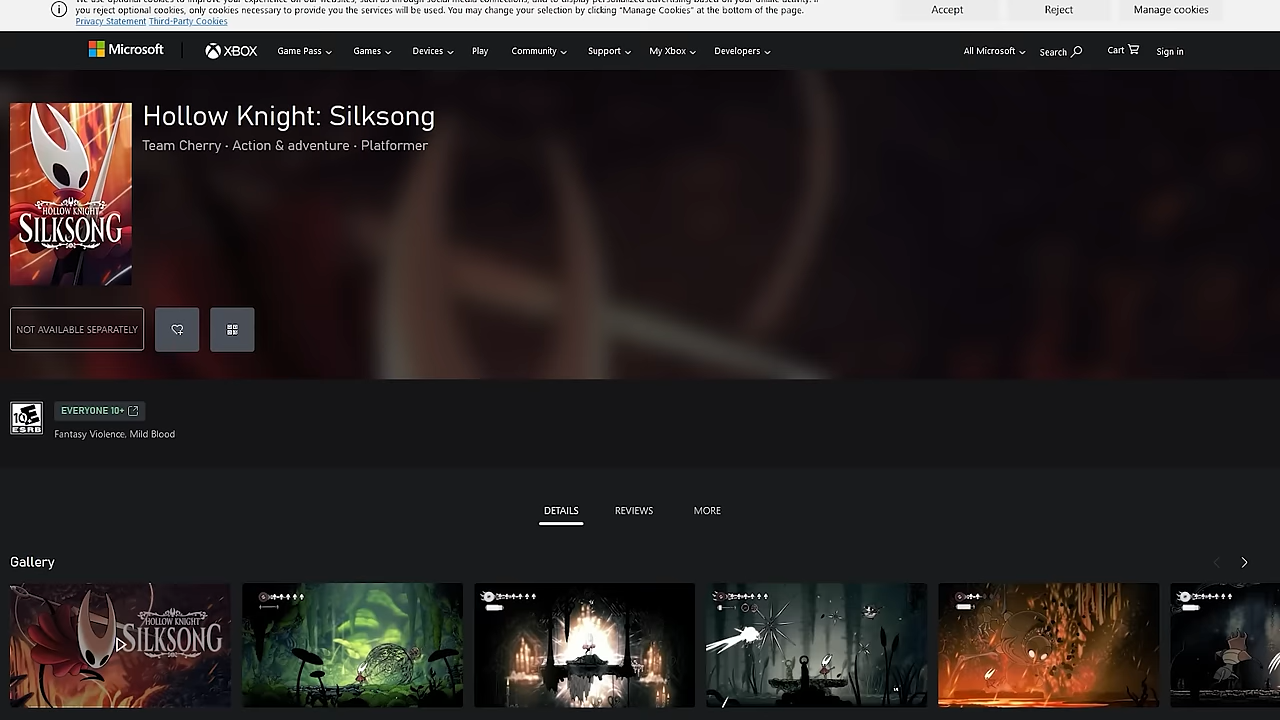 you reject optional cookies, only cookies necessary to provide you the services will be used. You may change your selection by clicking "Manage Cookies" at the bottom of the page.
Privacy Statement Third-Party Cookies
Accept
Reject
Manage cookies
Microsoft
XBOX
Game Pass
Games
Devices
Play
Community
Support
My Xbox
Developers
All Microsoft
Search
Cart
Sign in
Hollow Knight: Silksong
Team Cherry · Action & adventure · Platformer
HOLLOW KNIGHT
SILKSONG
NOT AVAILABLE SEPARATELY
10+
E
ESRB
EVERYONE 10+
Fantasy Violence, Mild Blood
DETAILS
REVIEWS
MORE
Gallery
HOLLOW KNIGHT
SILKSONG